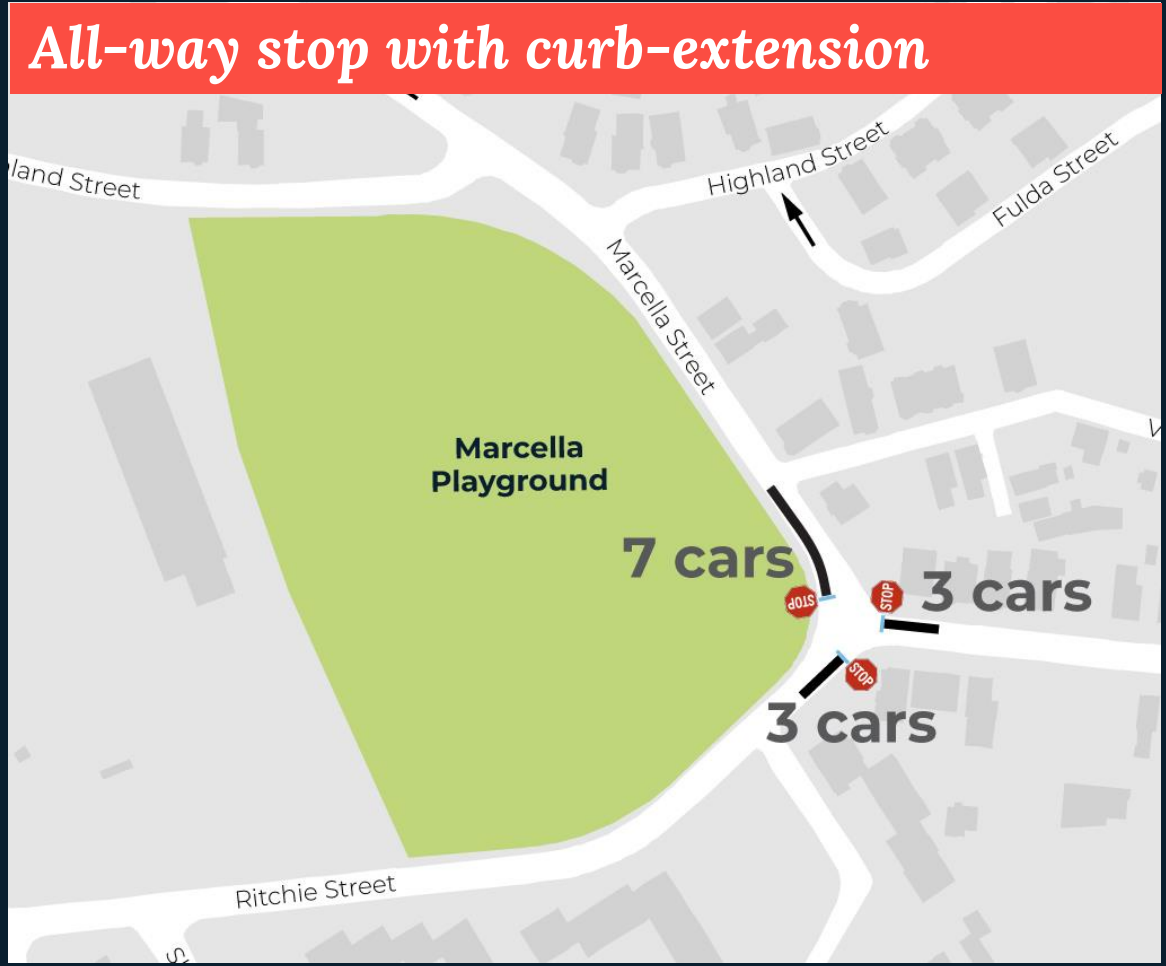 All-way stop with curb-extension
land Street
Highland Street
Fulda Street
Marcella Street
Marcella
Playground
7 cars
STOP
STOP
3 cars
STOP
3 cars
Ritchie Street